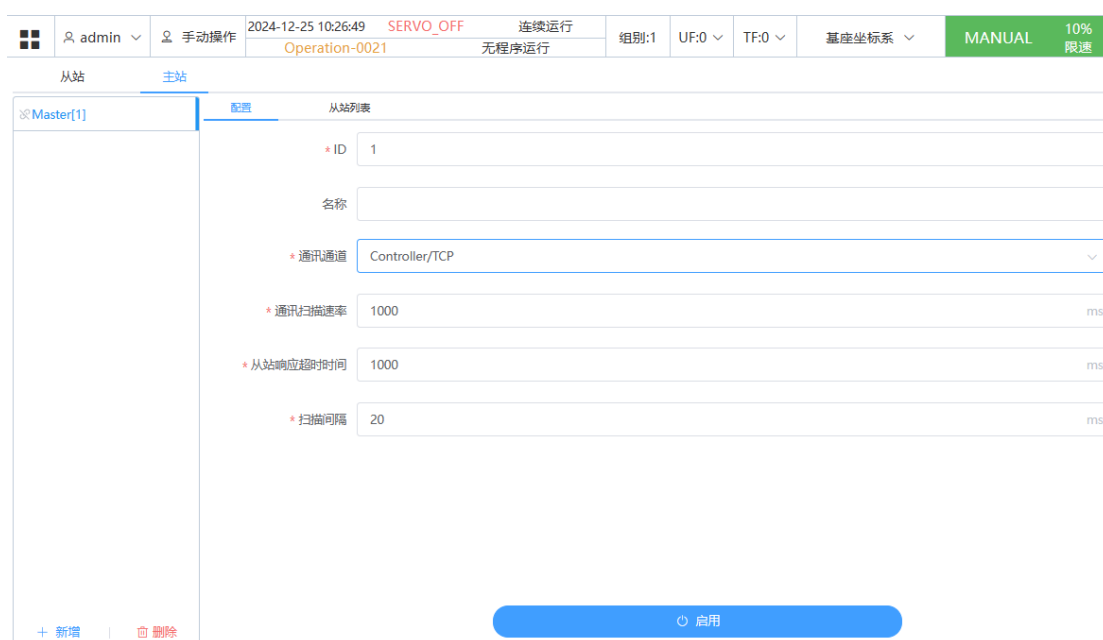 admin 手动操作 2024-12-25 10:26:49 SERVO_OFF 连续运行 组别:1 UF:0 TF:0 基座坐标系 MANUAL 10%
Operation-0021 无程序运行 限速
从站 主站
Master[1] 配置 从站列表
* ID 1
名称
* 通讯通道 Controller/TCP
* 通讯扫描速率 1000 ms
* 从站响应超时时间 1000 ms
* 扫描间隔 20 ms
+ 新增 删除 启用